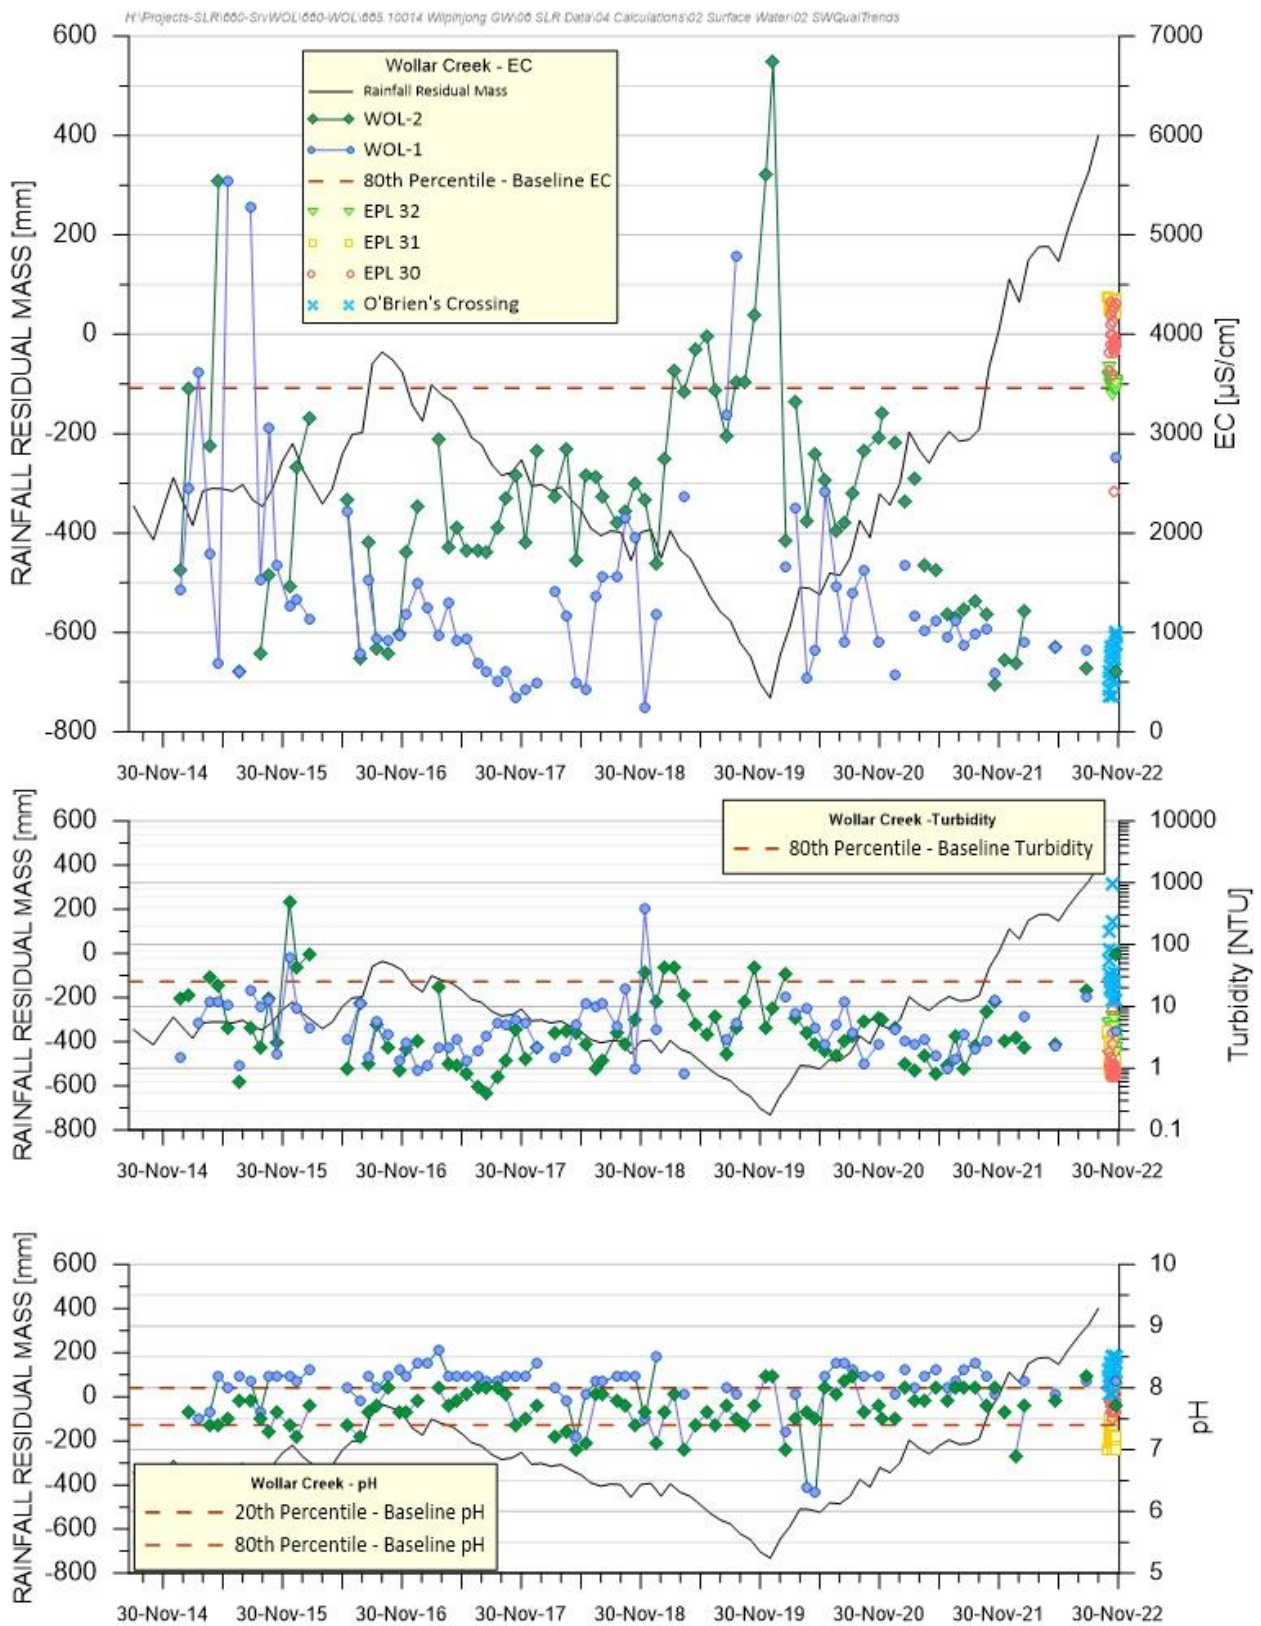 H:\Projects-SLR\660-SrvWOL\660-WOL\665.10014 Wilpinjong GW\06 SLR Data\04 Calculations\02 Surface Water\02 SWQualTrends
600
400
200
0
-200
-400
-600
-800
RAINFALL RESIDUAL MASS [mm]
Wollar Creek - EC
Rainfall Residual Mass
WOL-2
WOL-1
80th Percentile - Baseline EC
EPL 32
EPL 31
EPL 30
O'Brien's Crossing
7000
6000
5000
4000
3000
2000
1000
0
EC [µS/cm]
30-Nov-14 30-Nov-15 30-Nov-16 30-Nov-17 30-Nov-18 30-Nov-19 30-Nov-20 30-Nov-21 30-Nov-22
600
400
200
0
-200
-400
-600
-800
RAINFALL RESIDUAL MASS [mm]
Wollar Creek -Turbidity
80th Percentile - Baseline Turbidity
10000
1000
100
10
1
0.1
Turbidity [NTU]
30-Nov-14 30-Nov-15 30-Nov-16 30-Nov-17 30-Nov-18 30-Nov-19 30-Nov-20 30-Nov-21 30-Nov-22
600
400
200
0
-200
-400
-600
-800
RAINFALL RESIDUAL MASS [mm]
Wollar Creek - pH
20th Percentile - Baseline pH
80th Percentile - Baseline pH
10
9
8
7
6
5
pH
30-Nov-14 30-Nov-15 30-Nov-16 30-Nov-17 30-Nov-18 30-Nov-19 30-Nov-20 30-Nov-21 30-Nov-22